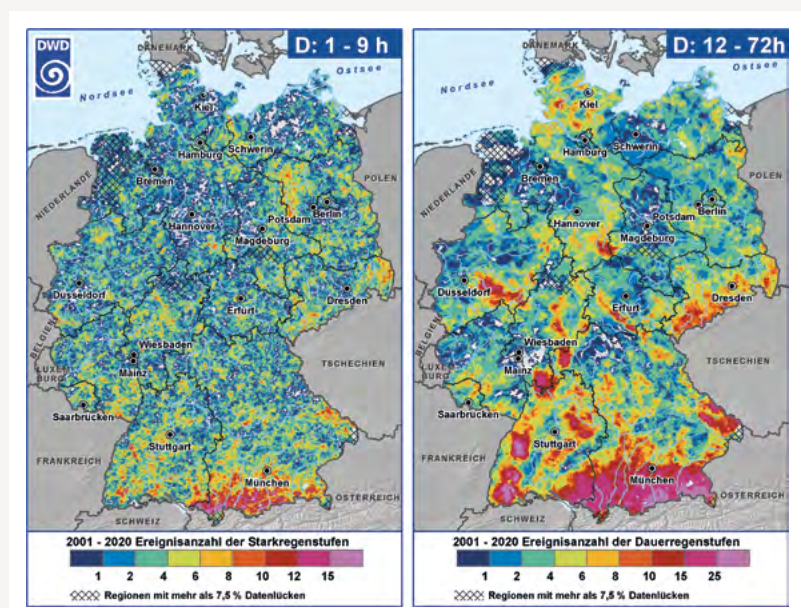 DWD
D: 1 - 9 h
DÄNEMARK
Nordsee
Ostsee
Kiel
Hamburg
Schwerin
Bremen
NIEDERLANDE
POLEN
Hannover
Potsdam
Berlin
Magdeburg
Düsseldorf
Erfurt
Dresden
BELGIEN
Wiesbaden
Mainz
LUXEM
BURG
TSCHECHIEN
Saarbrücken
Stuttgart
FRANKREICH
München
ÖSTERREICH
SCHWEIZ
2001 - 2020 Ereignisanzahl der Starkregenstufen
1 2 4 6 8 10 12 15
Regionen mit mehr als 7,5 % Datenlücken
D: 12 - 72h
DÄNEMARK
Nordsee
Ostsee
Kiel
Hamburg
Schwerin
Bremen
NIEDERLANDE
POLEN
Hannover
Potsdam
Berlin
Magdeburg
Düsseldorf
Erfurt
Dresden
BELGIEN
Wiesbaden
Mainz
LUXEM
BURG
TSCHECHIEN
Saarbrücken
Stuttgart
FRANKREICH
München
ÖSTERREICH
SCHWEIZ
2001 - 2020 Ereignisanzahl der Dauerregenstufen
1 2 4 6 8 10 15 25
Regionen mit mehr als 7,5 % Datenlücken